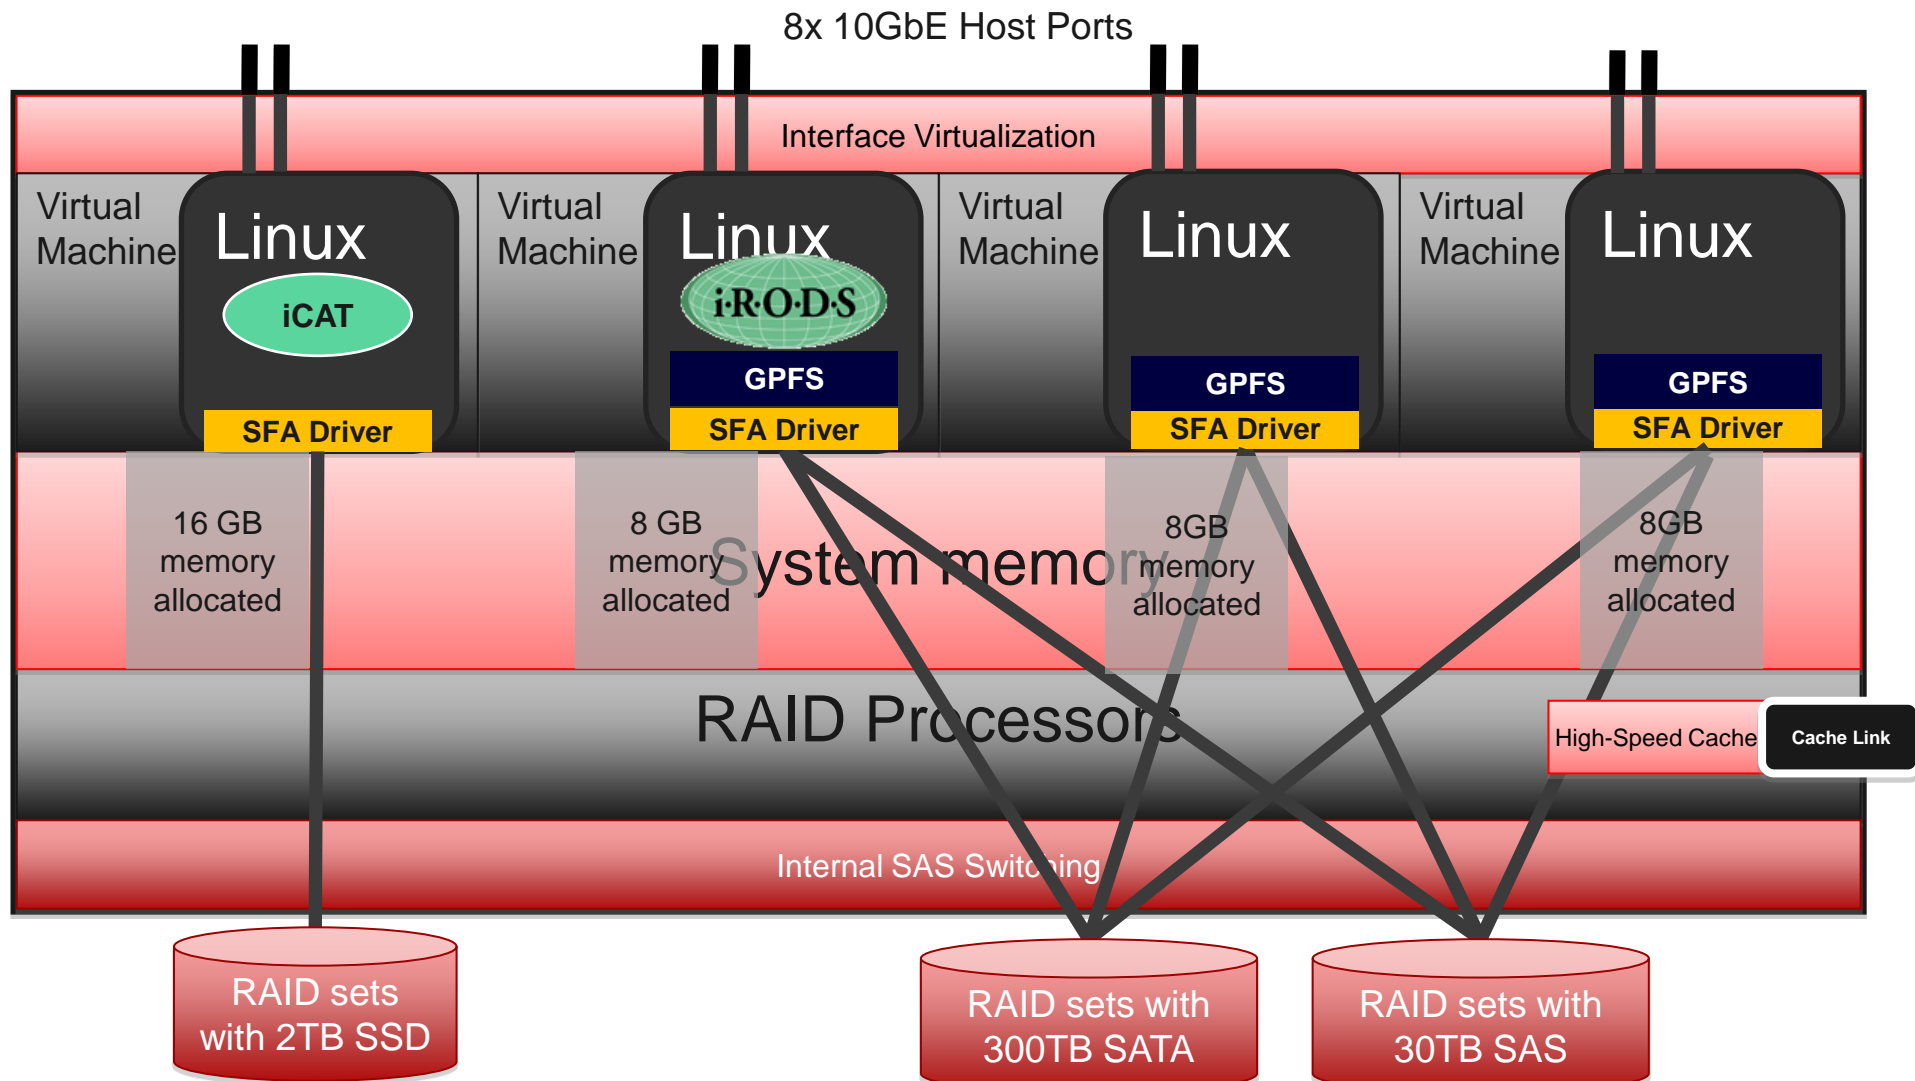 8x 10GbE Host Ports
Interface Virtualization
Virtual
Machine
Linux
iCAT
SFA Driver
Virtual
Machine
Linux
i·R·O·D·S
GPFS
SFA Driver
Virtual
Machine
Linux
GPFS
SFA Driver
Virtual
Machine
Linux
GPFS
SFA Driver
16 GB
memory
allocated
8 GB
memory
allocated
System memory
8GB
memory
allocated
8GB
memory
allocated
RAID Processors
High-Speed Cache
Cache Link
Internal SAS Switching
RAID sets
with 2TB SSD
RAID sets with
300TB SATA
RAID sets with
30TB SAS